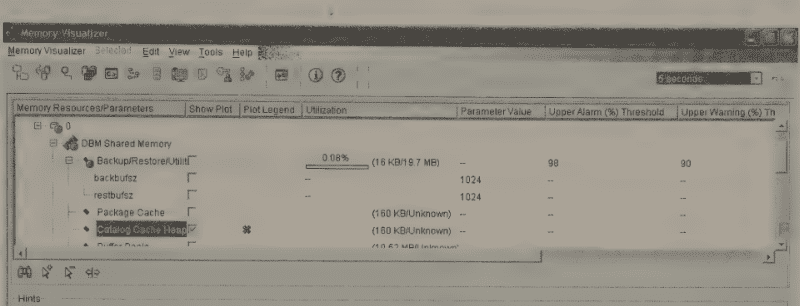 Memory Visualizer
Memory Visualizer Selected Edit View Tools Help
5 seconds
Memory Resources/Parameters Show Plot Plot Legend Utilization Parameter Value Upper Alarm (%) Threshold Upper Warning (%) Th
0
DBM Shared Memory
Backup/Restore/Utilit 0.08% (16 KB/19.7 MB) -- 98 90
backbufsz -- 1024 -- --
restbufsz -- 1024 -- --
Package Cache (160 KB/Unknown) -- -- --
Catalog Cache Heap (160 KB/Unknown) -- -- --
Hints